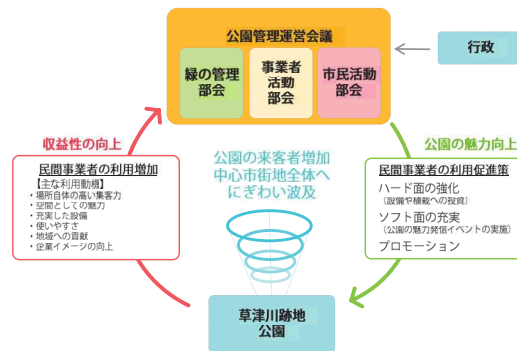 公園管理運営会議
緑の管理
部会
事業者
活動
部会
市民活動
部会
行政
収益性の向上
民間事業者の利用増加
【主な利用動機】
・場所自体の高い集客力
・空間としての魅力
・充実した設備
・使いやすさ
・地域への貢献
・企業イメージの向上
公園の来客者増加
中心市街地全体へ
にぎわい波及
公園の魅力向上
民間事業者の利用促進策
ハード面の強化
(設備や植栽への投資)
ソフト面の充実
(公園の魅力発信イベントの実施)
プロモーション
草津川跡地
公園